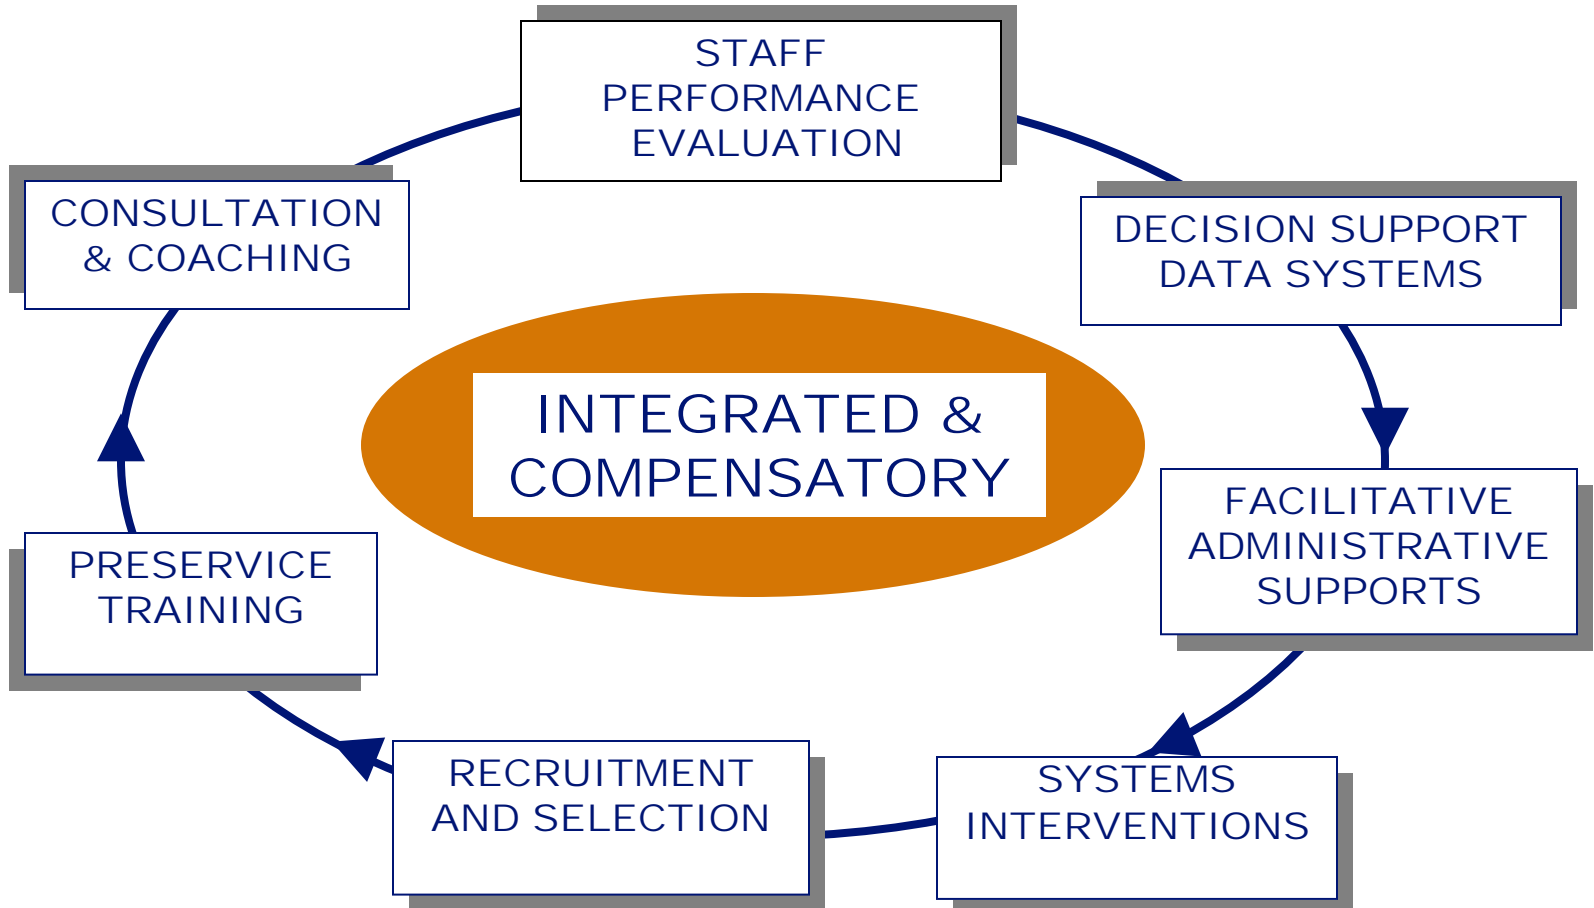 STAFF
PERFORMANCE
EVALUATION
CONSULTATION
& COACHING
DECISION SUPPORT
DATA SYSTEMS
INTEGRATED &
COMPENSATORY
FACILITATIVE
ADMINISTRATIVE
SUPPORTS
PRESERVICE
TRAINING
RECRUITMENT
AND SELECTION
SYSTEMS
INTERVENTIONS